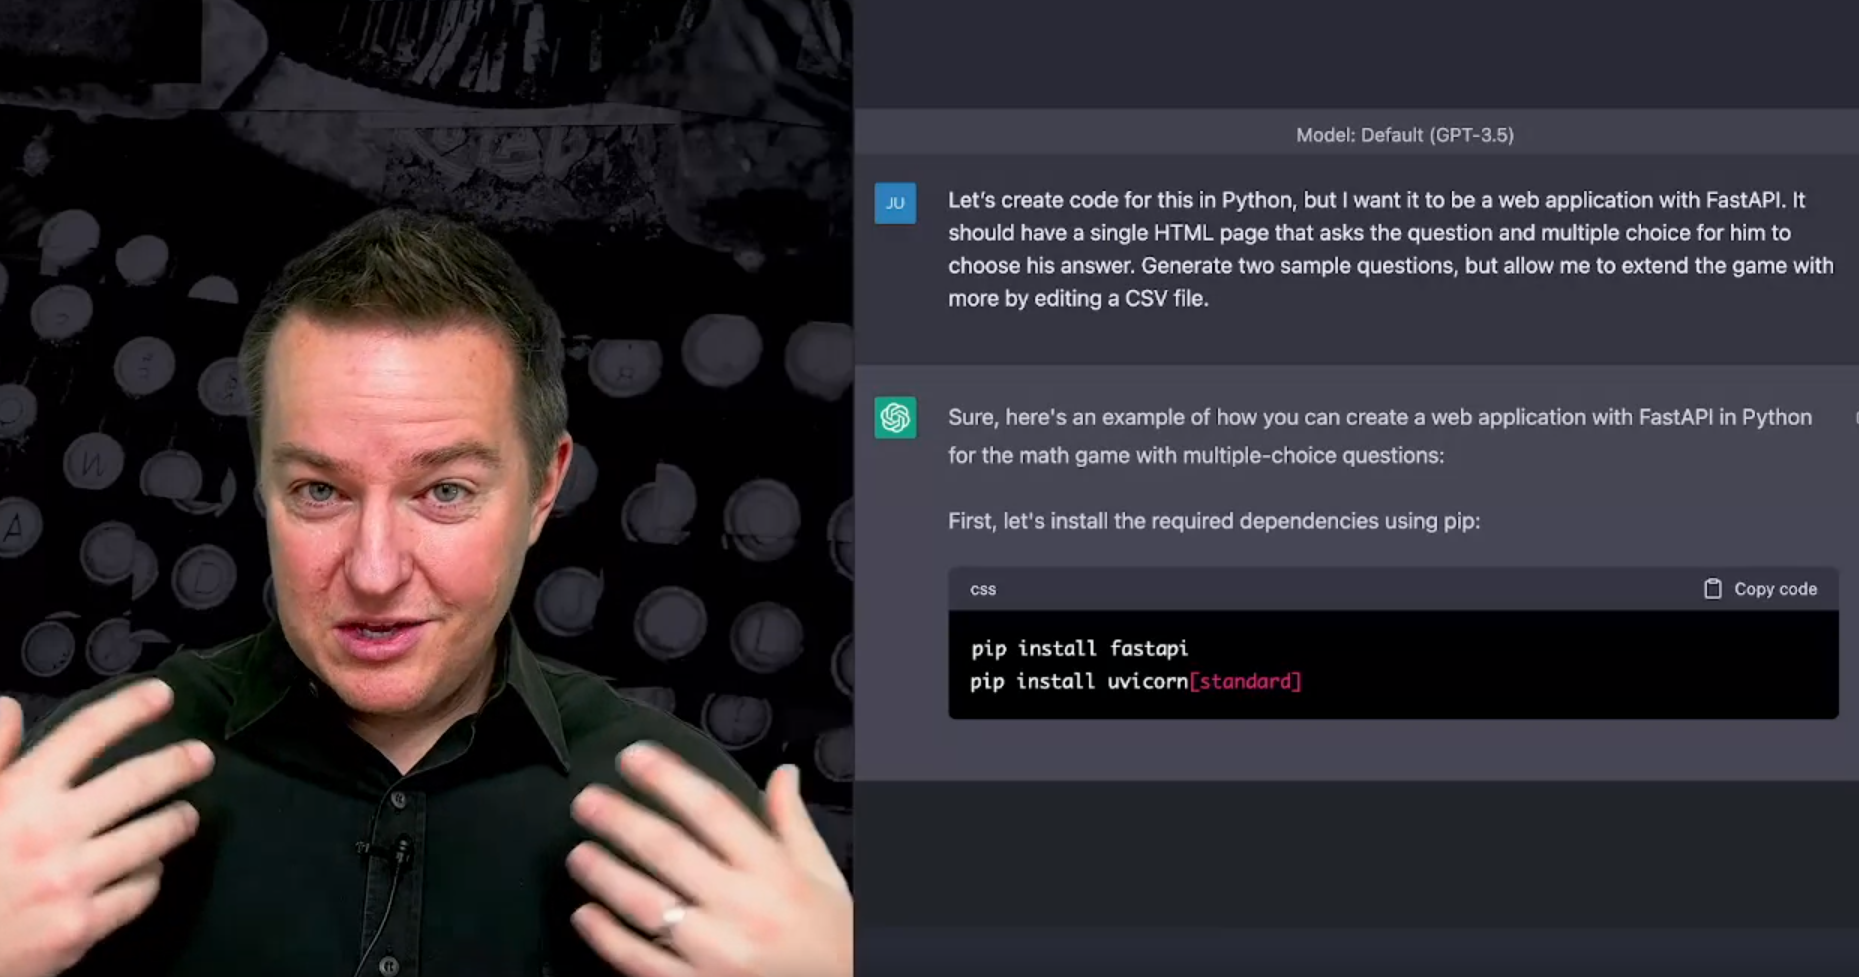 Model: Default (GPT-3.5)
JU
Let's create code for this in Python, but I want it to be a web application with FastAPI. It
should have a single HTML page that asks the question and multiple choice for him to
choose his answer. Generate two sample questions, but allow me to extend the game with
more by editing a CSV file.
Sure, here's an example of how you can create a web application with FastAPI in Python
for the math game with multiple-choice questions:
First, let's install the required dependencies using pip:
css Copy code
pip install fastapi
pip install uvicorn[standard]
W
A
D